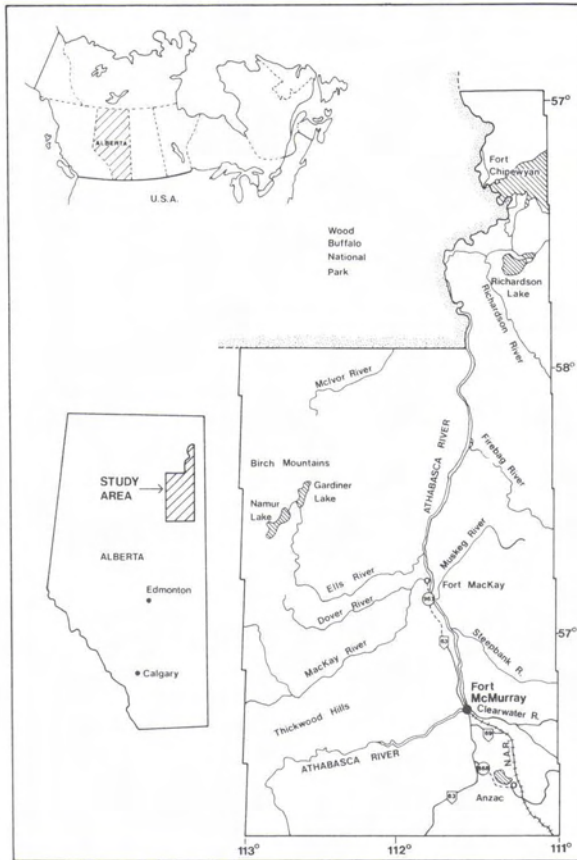 ALBERTA
U.S.A.
57°
Fort
Chipewyan
Wood
Buffalo
National
Park
Richardson
Lake
Richardson River
58°
McIvor River
ATHABASCA RIVER
Firebag River
Birch Mountains
Gardiner
Lake
Namur
Lake
STUDY
AREA
ALBERTA
Edmonton
Calgary
Muskeg River
Ells River
Fort MacKay
Dover River
963
57°
MacKay River
63
Steepbank R.
Fort
McMurray
Clearwater R.
Thickwood Hills
69
N.A.R.
ATHABASCA RIVER
63
Anzac
113°
112°
111°